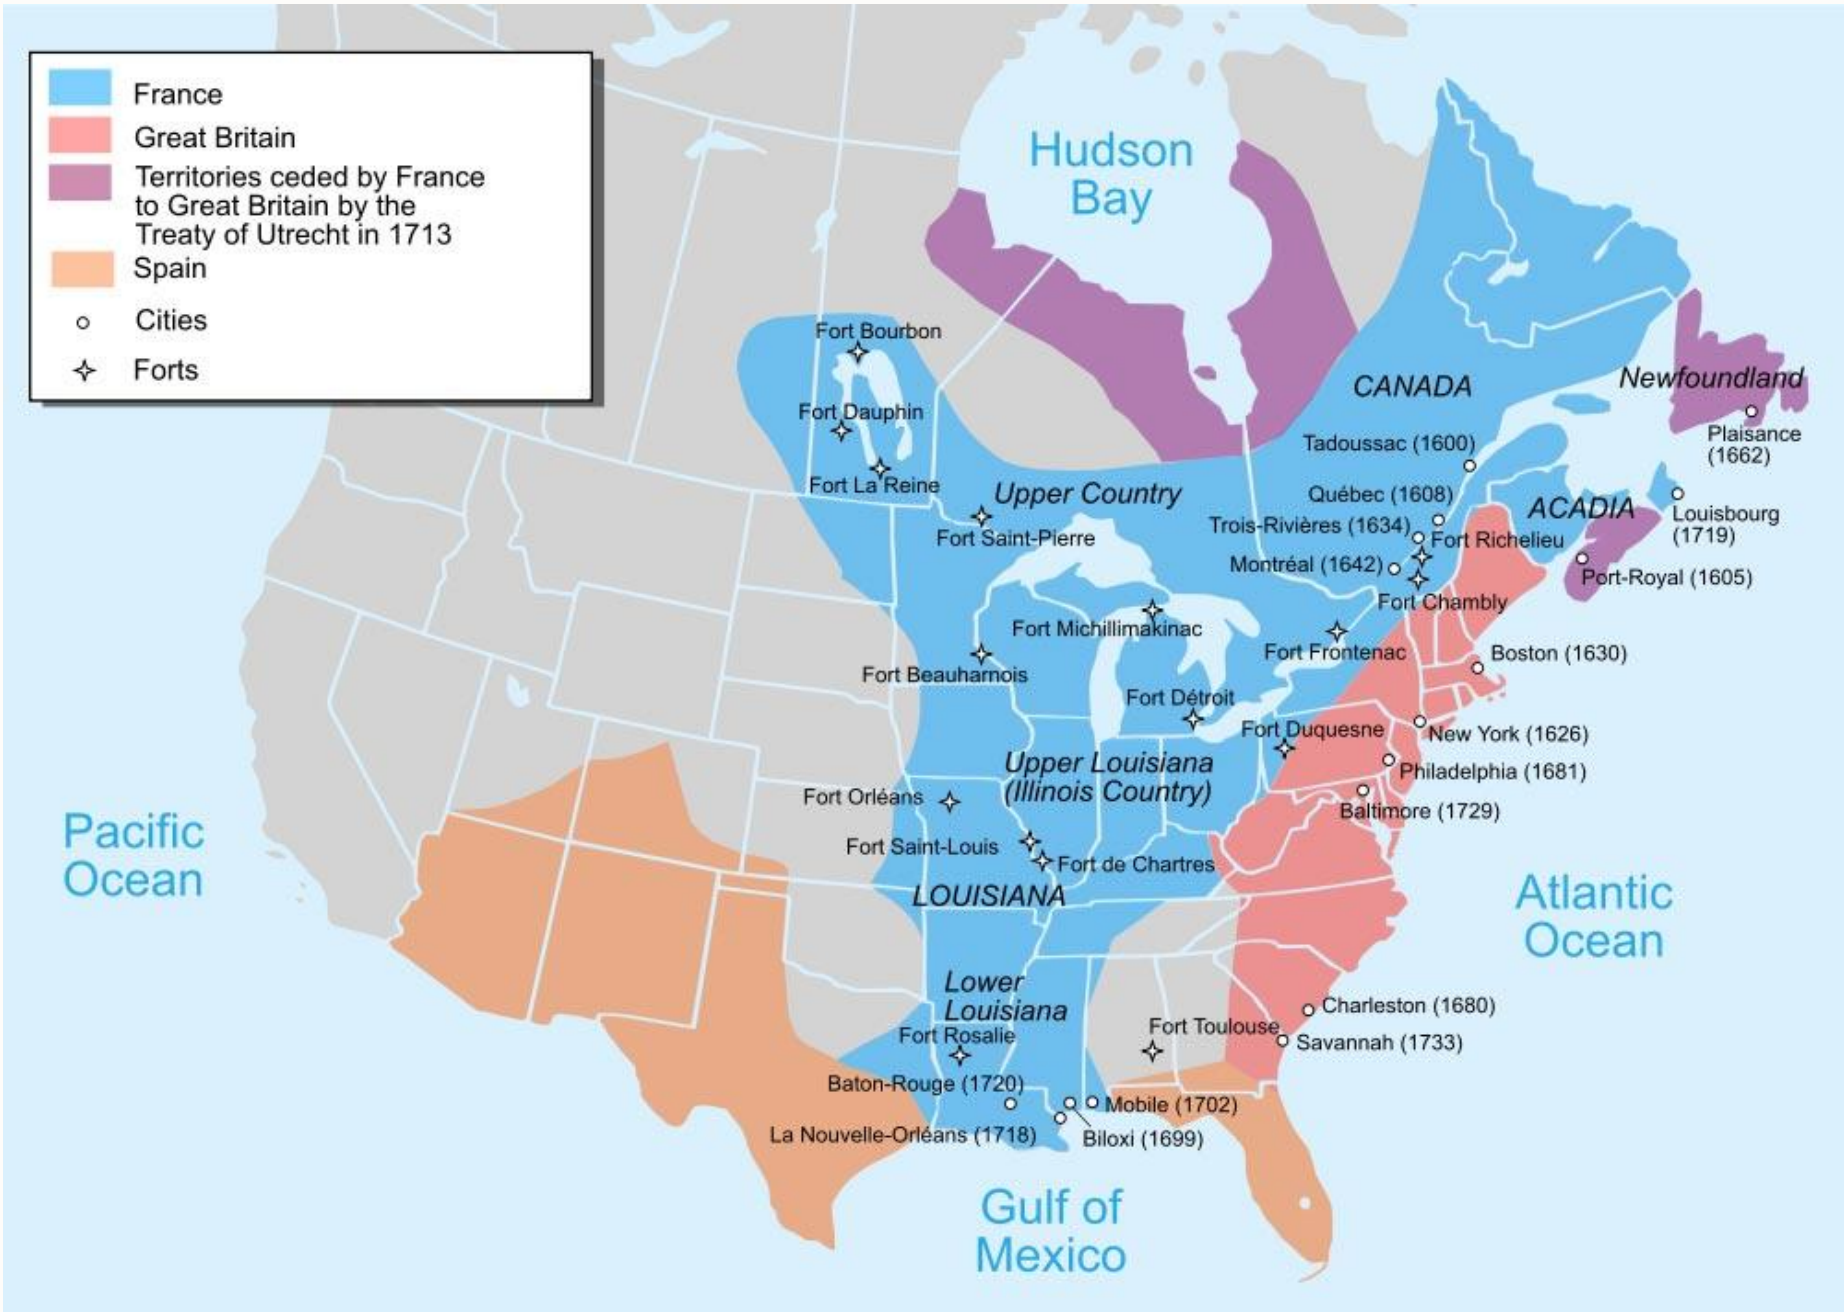 France
Great Britain
Territories ceded by France
to Great Britain by the
Treaty of Utrecht in 1713
Spain
Cities
Forts
Hudson
Bay
Fort Bourbon
CANADA
Newfoundland
Fort Dauphin
Tadoussac (1600)
Plaisance
(1662)
Fort La Reine
Upper Country
Québec (1608)
ACADIA
Louisbourg
(1719)
Trois-Rivières (1634)
Fort Saint-Pierre
Fort Richelieu
Montréal (1642)
Port-Royal (1605)
Fort Chambly
Fort Michillimakinac
Fort Frontenac
Boston (1630)
Fort Beauharnois
Fort Détroit
Fort Duquesne
New York (1626)
Upper Louisiana
(Illinois Country)
Philadelphia (1681)
Fort Orléans
Baltimore (1729)
Pacific
Ocean
Fort Saint-Louis
Fort de Chartres
LOUISIANA
Atlantic
Ocean
Lower
Louisiana
Charleston (1680)
Fort Toulouse
Fort Rosalie
Savannah (1733)
Baton-Rouge (1720)
Mobile (1702)
La Nouvelle-Orléans (1718)
Biloxi (1699)
Gulf of
Mexico